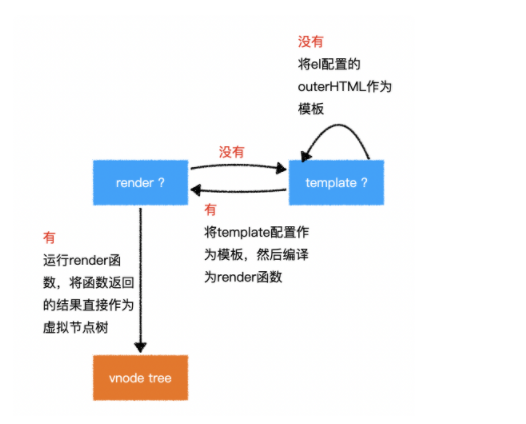 没有
将el配置的
outerHTML作为
模板
没有
render ?
template ?
有
将template配置作
为模板，然后编译
为render函数
有
运行render函
数，将函数返回
的结果直接作为
虚拟节点树
vnode tree